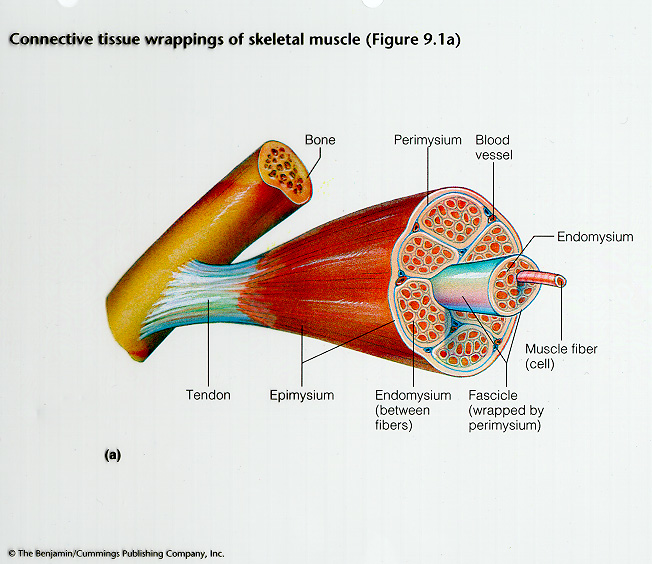 Connective tissue wrappings of skeletal muscle (Figure 9.1a)
Bone
Perimysium
Blood
vessel
Endomysium
Muscle fiber
(cell)
Tendon
Epimysium
Endomysium
(between
fibers)
Fascicle
(wrapped by
perimysium)
(a)
© The Benjamin/Cummings Publishing Company, Inc.